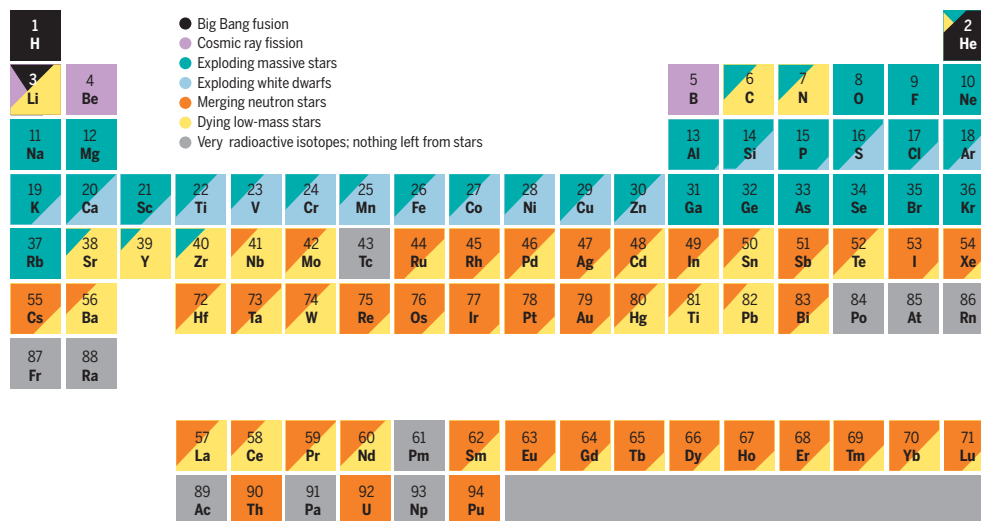 1 2
H He
Big Bang fusion
Cosmic ray fission
Exploding massive stars
Exploding white dwarfs
Merging neutron stars
Dying low-mass stars
Very radioactive isotopes; nothing left from stars
3 4 5 6 7 8 9 10
Li Be B C N O F Ne
11 12 13 14 15 16 17 18
Na Mg Al Si P S Cl Ar
19 20 21 22 23 24 25 26 27 28 29 30 31 32 33 34 35 36
K Ca Sc Ti V Cr Mn Fe Co Ni Cu Zn Ga Ge As Se Br Kr
37 38 39 40 41 42 43 44 45 46 47 48 49 50 51 52 53 54
Rb Sr Y Zr Nb Mo Tc Ru Rh Pd Ag Cd In Sn Sb Te I Xe
55 56 72 73 74 75 76 77 78 79 80 81 82 83 84 85 86
Cs Ba Hf Ta W Re Os Ir Pt Au Hg Ti Pb Bi Po At Rn
87 88
Fr Ra
57 58 59 60 61 62 63 64 65 66 67 68 69 70 71
La Ce Pr Nd Pm Sm Eu Gd Tb Dy Ho Er Tm Yb Lu
89 90 91 92 93 94
Ac Th Pa U Np Pu